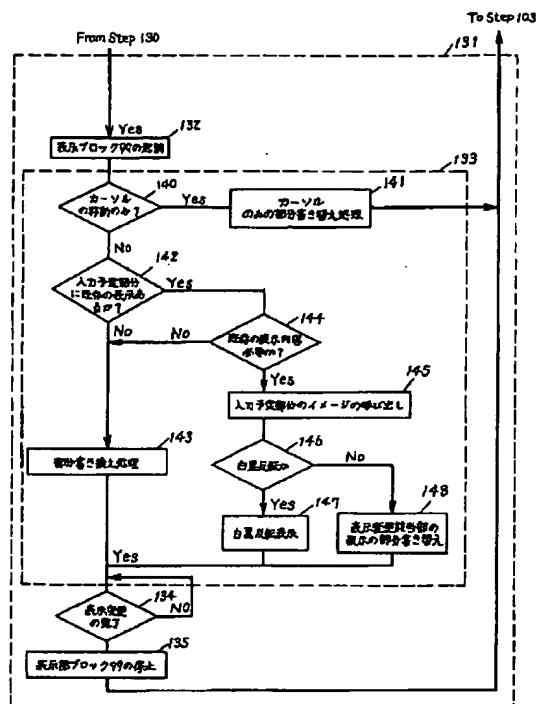 To Step 103
From Step 130
131
Yes
132
表示ブロック99の起動
133
140
カーソル
の移動のみ?
Yes
141
カーソル
のみの部分書き替え処理
No
142
入力予定部分
に既存の表示あ
るか?
Yes
No
144
既存の表示内容
必要か?
No
Yes
145
入力予定部分のイメージの呼び出し
143
部分書き換え処理
146
白黒反転か
No
Yes
147
白黒反転表示
148
表示変更該当部の
表示の部分書き替え
Yes
134
表示変更
の完了
No
135
表示部ブロック99の停止